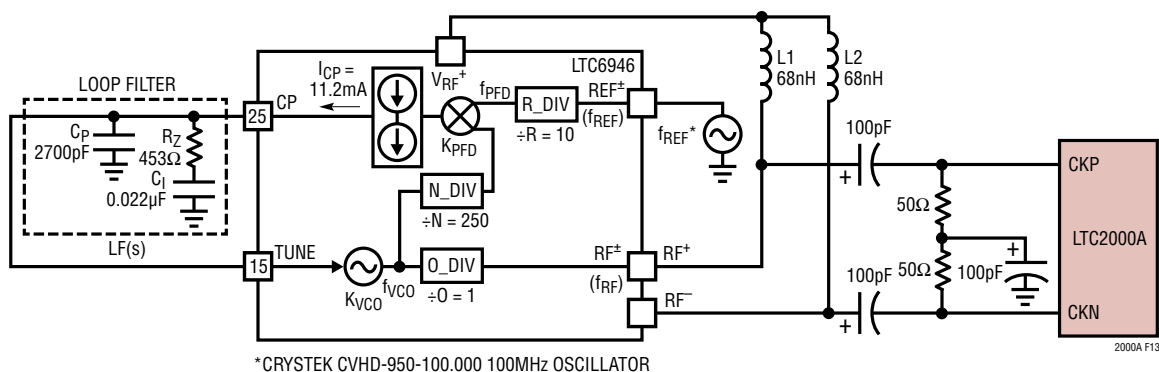 LOOP FILTER
C_P
2700pF
R_Z
453Ω
C_I
0.022µF
LF(s)
25
CP
I_CP =
11.2mA
V_RF+
K_PFD
f_PFD
R_DIV
÷R = 10
LTC6946
REF±
(f_REF)
f_REF*
N_DIV
÷N = 250
15
TUNE
K_VCO
f_VCO
O_DIV
÷O = 1
RF±
(f_RF)
RF+
RF–
L1
68nH
L2
68nH
100pF
+
50Ω
50Ω
100pF
+
100pF
+
CKP
LTC2000A
CKN
2000A F13
*CRYSTEK CVHD-950-100.000 100MHz OSCILLATOR